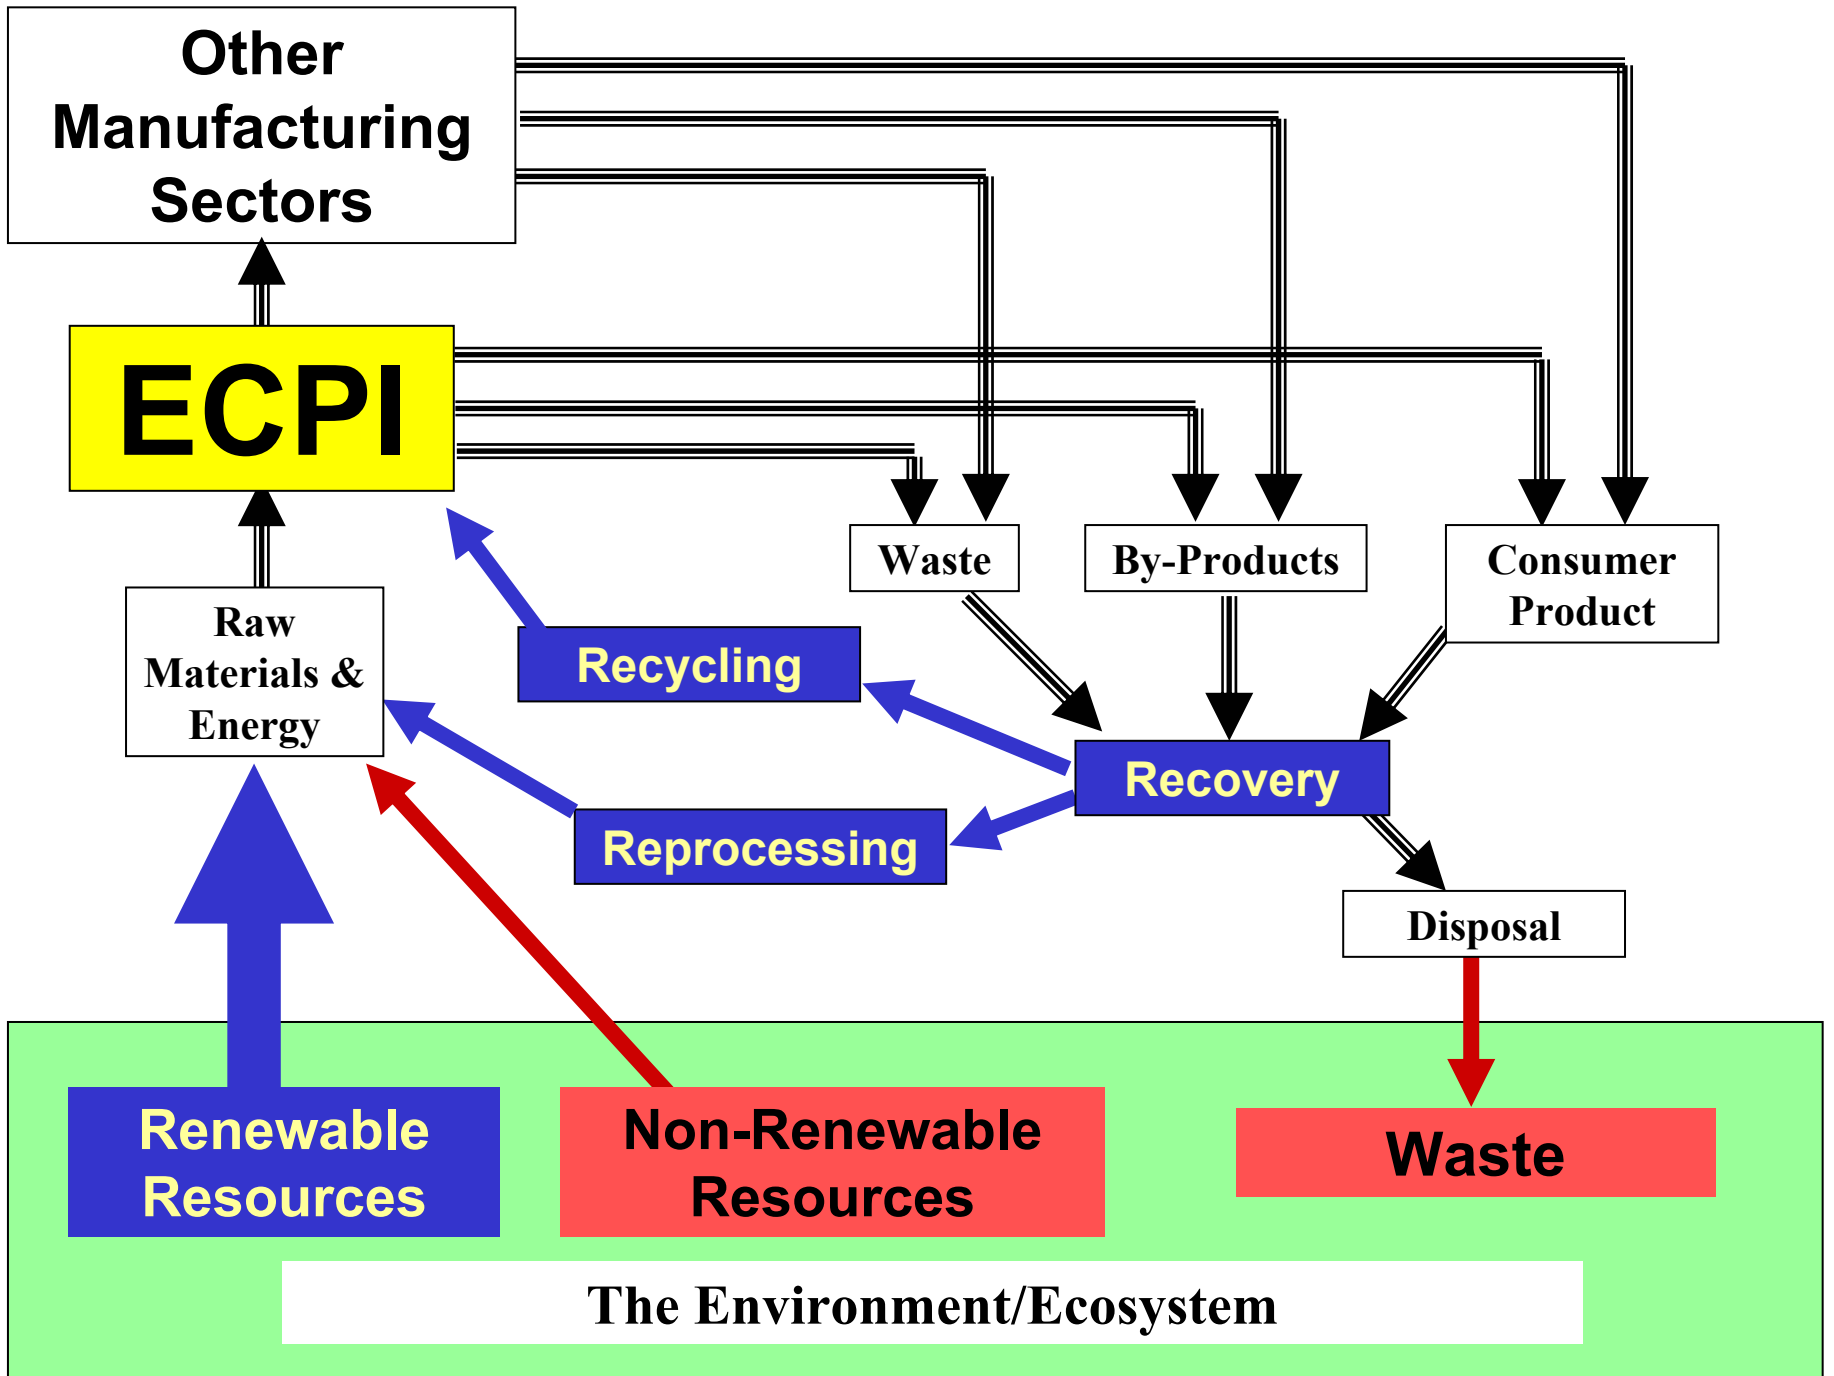 Other
Manufacturing
Sectors
ECPI
Waste
By-Products
Consumer
Product
Raw
Materials &
Energy
Recycling
Recovery
Reprocessing
Disposal
Renewable
Resources
Non-Renewable
Resources
Waste
The Environment/Ecosystem